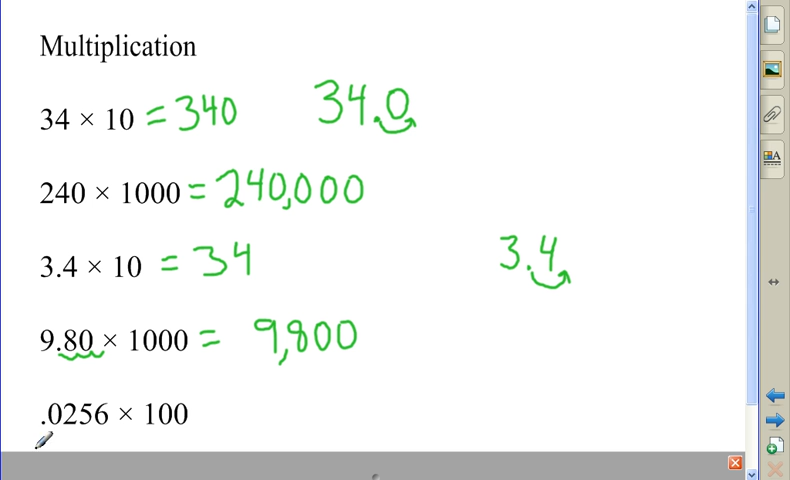 Multiplication
34 × 10 = 340 34.0
240 × 1000 = 240,000
3.4 × 10 = 34 3.4
9.80 × 1000 = 9,800
.0256 × 100